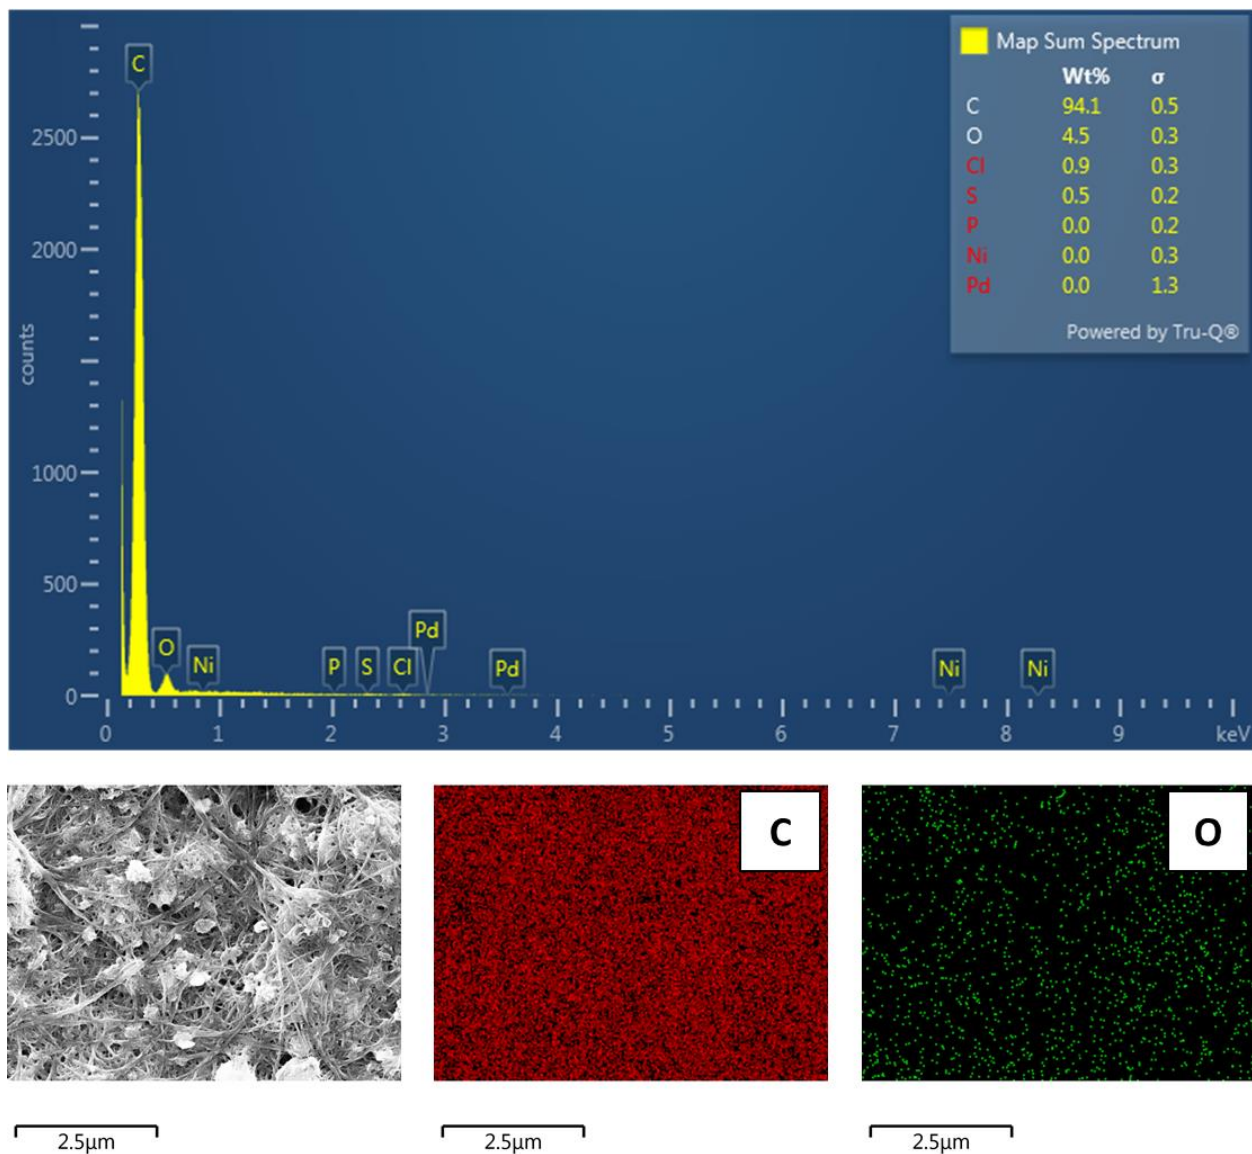 Map Sum Spectrum
Wt% σ
C 94.1 0.5
O 4.5 0.3
Cl 0.9 0.3
S 0.5 0.2
P 0.0 0.2
Ni 0.0 0.3
Pd 0.0 1.3
Powered by Tru-Q®
C
2500
2000
counts
1000
500
Pd
O Ni P S Cl Pd Ni Ni
0
0 1 2 3 4 5 6 7 8 9 keV
C
O
2.5µm
2.5µm
2.5µm